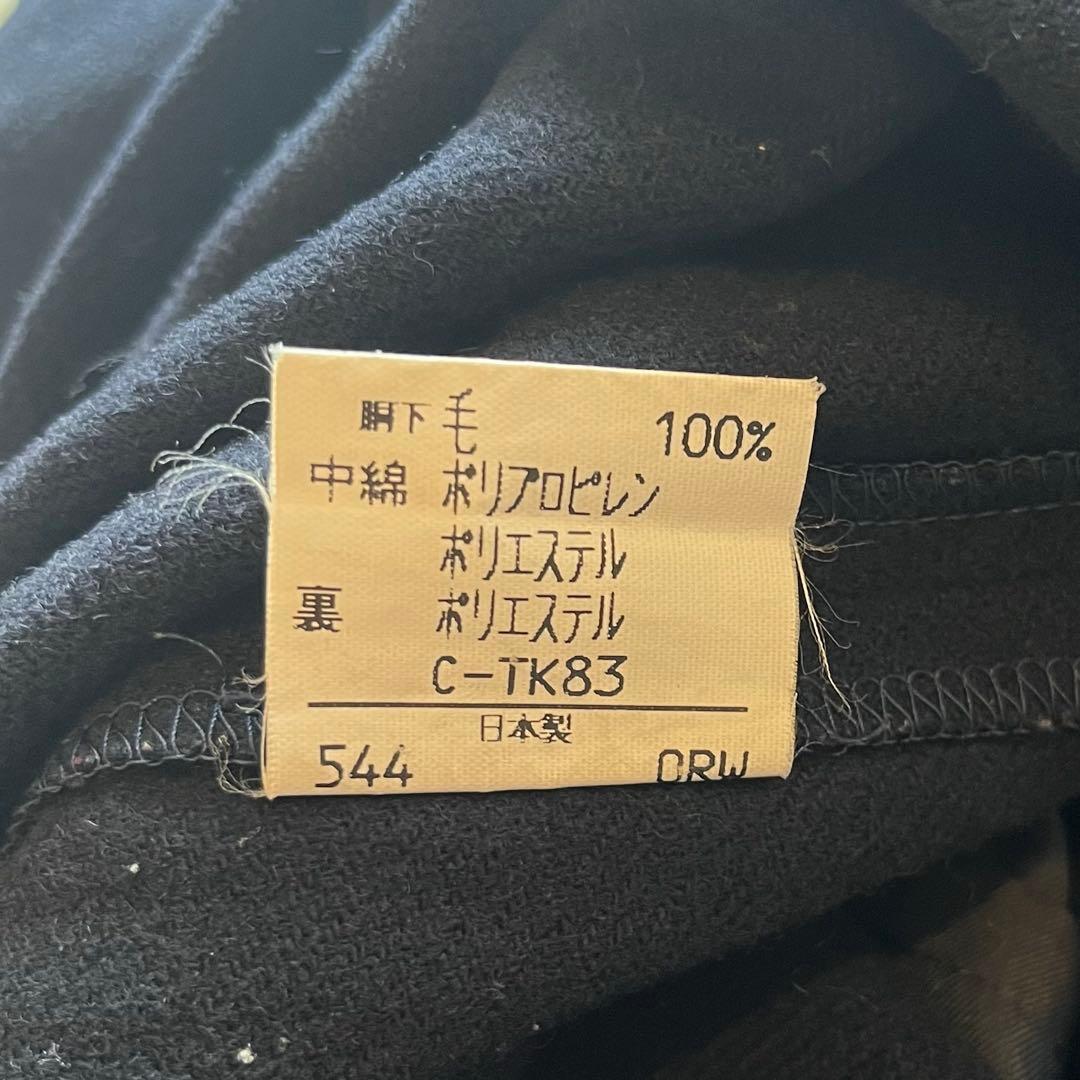 胴下 毛 100%
中綿 ポリプロピレン
ポリエステル
裏 ポリエステル
C-TK83
日本製
544 ORW